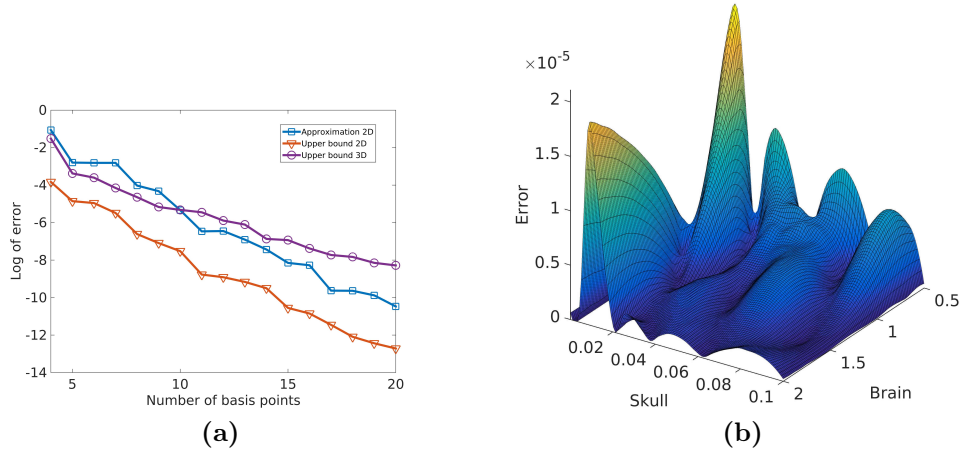 0
-2
-4
-6
-8
-10
-12
-14
5
10
15
20
Log of error
Number of basis points
Approximation 2D
Upper bound 2D
Upper bound 3D
(a)
×10-5
2
1.5
1
0.5
0
Error
0.02
0.04
0.06
0.08
0.1
Skull
0.5
1
1.5
2
Brain
(b)